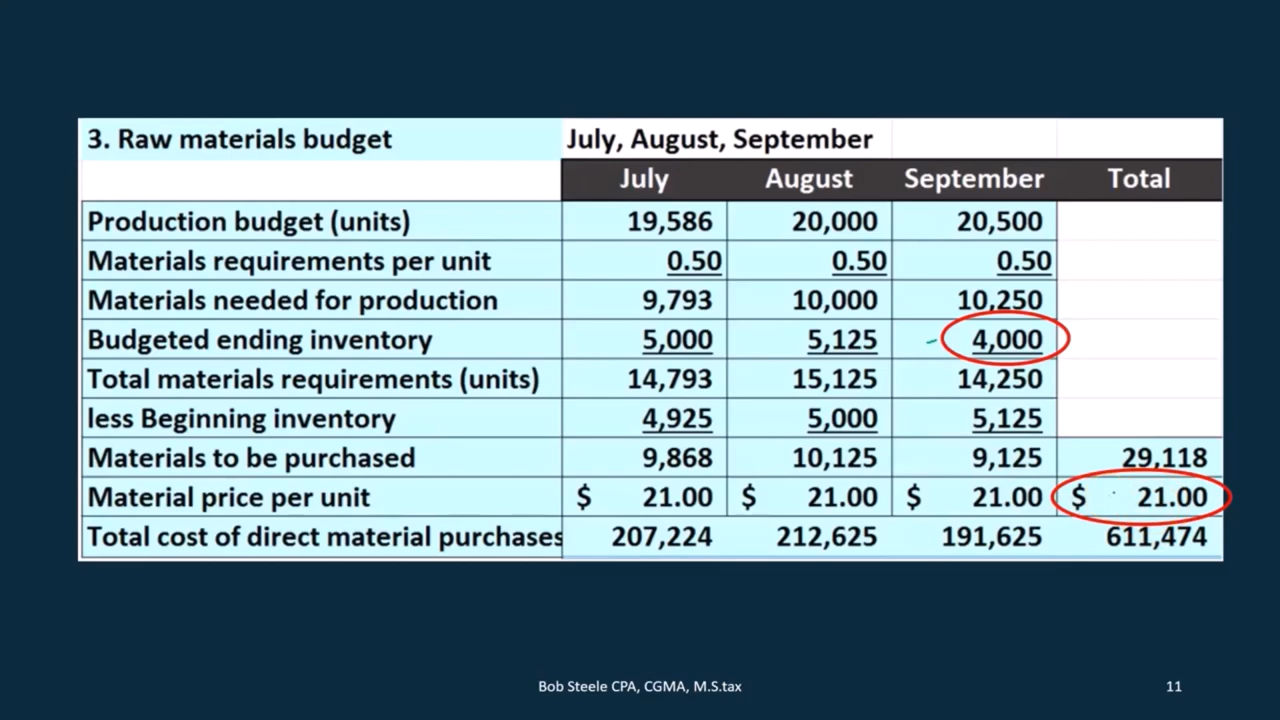 3. Raw materials budget July, August, September
July August September Total
Production budget (units) 19,586 20,000 20,500
Materials requirements per unit 0.50 0.50 0.50
Materials needed for production 9,793 10,000 10,250
Budgeted ending inventory 5,000 5,125 4,000
Total materials requirements (units) 14,793 15,125 14,250
less Beginning inventory 4,925 5,000 5,125
Materials to be purchased 9,868 10,125 9,125 29,118
Material price per unit $ 21.00 $ 21.00 $ 21.00 $ 21.00
Total cost of direct material purchases 207,224 212,625 191,625 611,474
Bob Steele CPA, CGMA, M.S.tax 11